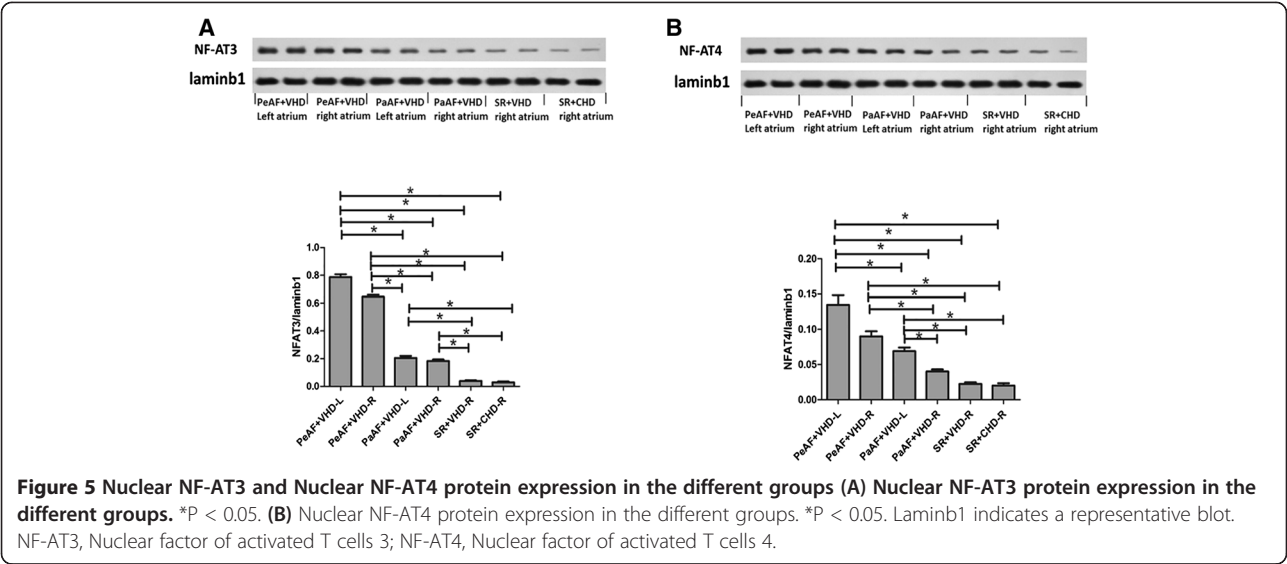 A
NF-AT3
laminb1
PeAF+VHD PeAF+VHD PaAF+VHD PaAF+VHD SR+VHD SR+CHD
Left atrium right atrium Left atrium right atrium right atrium right atrium
* 
*
*
*
*
*
*
*
*
*
*
*
1.0
0.8
0.6
0.4
0.2
0.0
NFAT3/laminb1
PeAF+VHD-L
PeAF+VHD-R
PaAF+VHD-L
PaAF+VHD-R
SR+VHD-R
SR+CHD-R
B
NF-AT4
laminb1
PeAF+VHD PeAF+VHD PaAF+VHD PaAF+VHD SR+VHD SR+CHD
Left atrium right atrium Left atrium right atrium right atrium right atrium
*
*
*
*
*
*
*
*
*
*
0.20
0.15
0.10
0.05
0.00
NFAT4/laminb1
PeAF+VHD-L
PeAF+VHD-R
PaAF+VHD-L
PaAF+VHD-R
SR+VHD-R
SR+CHD-R
Figure 5 Nuclear NF-AT3 and Nuclear NF-AT4 protein expression in the different groups (A) Nuclear NF-AT3 protein expression in the
different groups. *P < 0.05. (B) Nuclear NF-AT4 protein expression in the different groups. *P < 0.05. Laminb1 indicates a representative blot.
NF-AT3, Nuclear factor of activated T cells 3; NF-AT4, Nuclear factor of activated T cells 4.